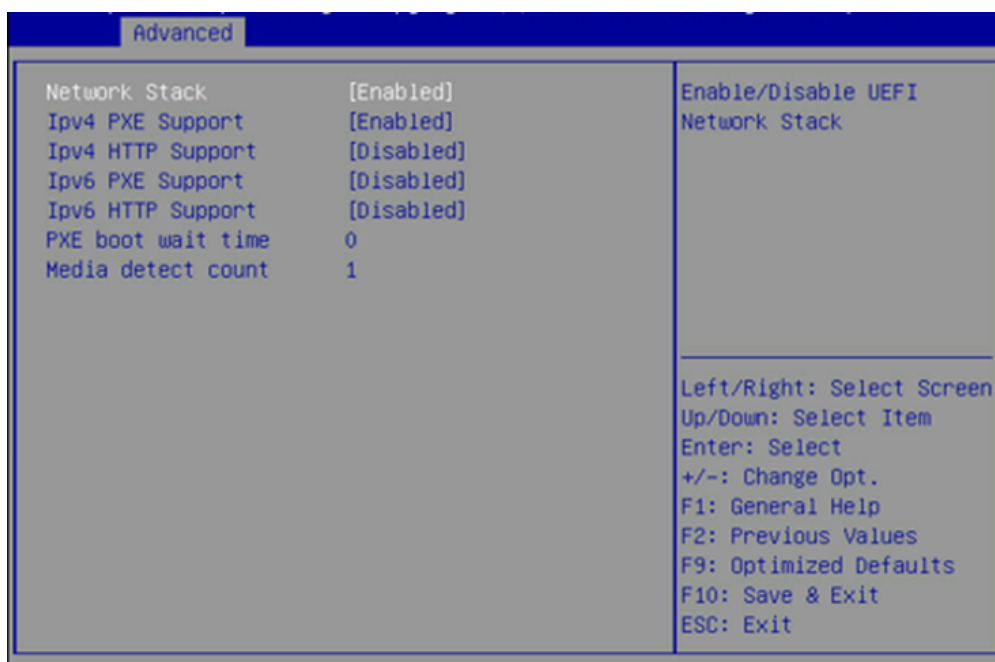 Advanced
Network Stack [Enabled]
Ipv4 PXE Support [Enabled]
Ipv4 HTTP Support [Disabled]
Ipv6 PXE Support [Disabled]
Ipv6 HTTP Support [Disabled]
PXE boot wait time 0
Media detect count 1
Enable/Disable UEFI
Network Stack
Left/Right: Select Screen
Up/Down: Select Item
Enter: Select
+/-: Change Opt.
F1: General Help
F2: Previous Values
F9: Optimized Defaults
F10: Save & Exit
ESC: Exit